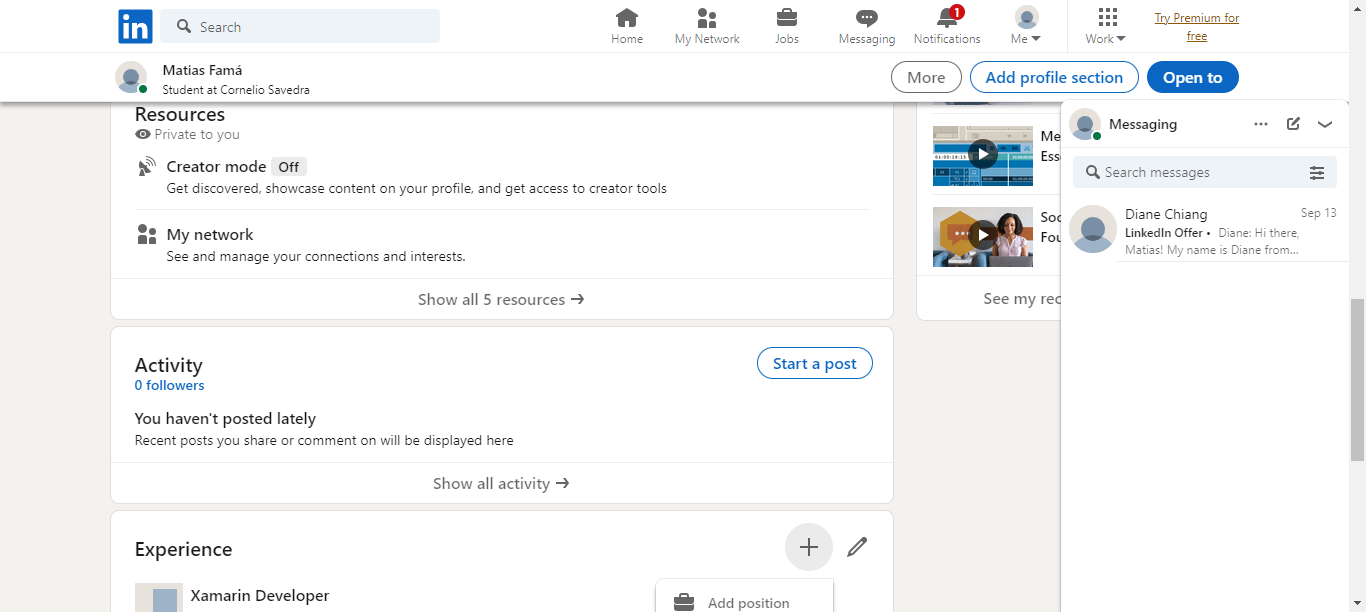 in
Search
Home
My Network
Jobs
Messaging
1
Notifications
Me
Work
Try Premium for
free
Matias Famá
Student at Cornelio Savedra
More
Add profile section
Open to
Resources
Private to you
Creator mode Off
Get discovered, showcase content on your profile, and get access to creator tools
My network
See and manage your connections and interests.
Show all 5 resources →
Activity
0 followers
Start a post
You haven't posted lately
Recent posts you share or comment on will be displayed here
Show all activity →
Experience
Xamarin Developer
Add position
Me
Ess
Soc
Fou
See my rec
Messaging
Search messages
Diane Chiang
Sep 13
LinkedIn Offer • Diane: Hi there,
Matias! My name is Diane from...